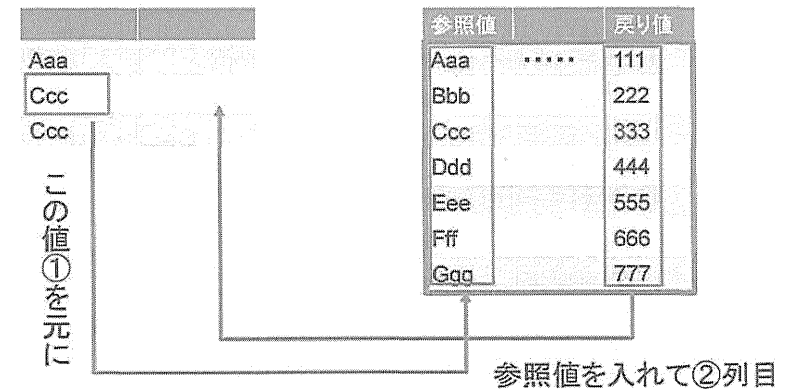 Aaa
Ccc
Ccc
この値①を元に
参照値 戻り値
Aaa ..... 111
Bbb 222
Ccc 333
Ddd 444
Eee 555
Fff 666
Ggg 777
参照値を入れて②列目